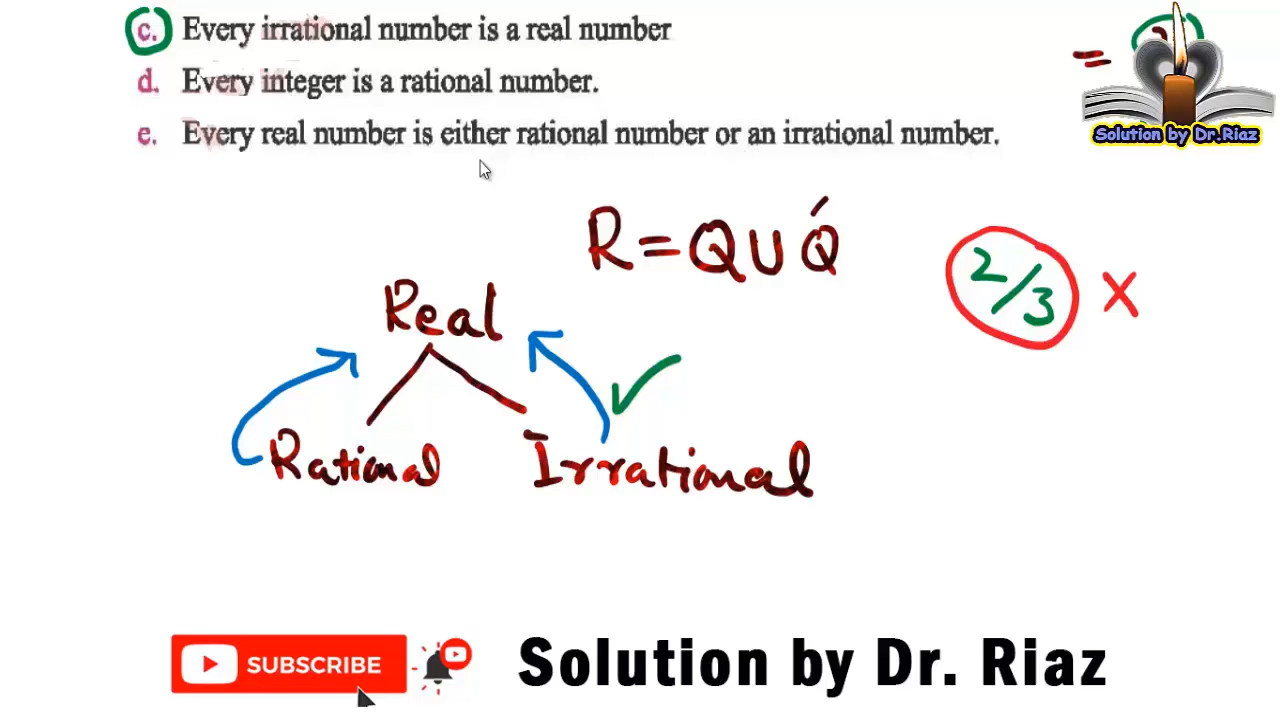 c. Every irrational number is a real number
d. Every integer is a rational number.
e. Every real number is either rational number or an irrational number.
Solution by Dr.Riaz
R = Q U Q́
2/3 X
Real
Rational
Irrational
SUBSCRIBE
Solution by Dr. Riaz